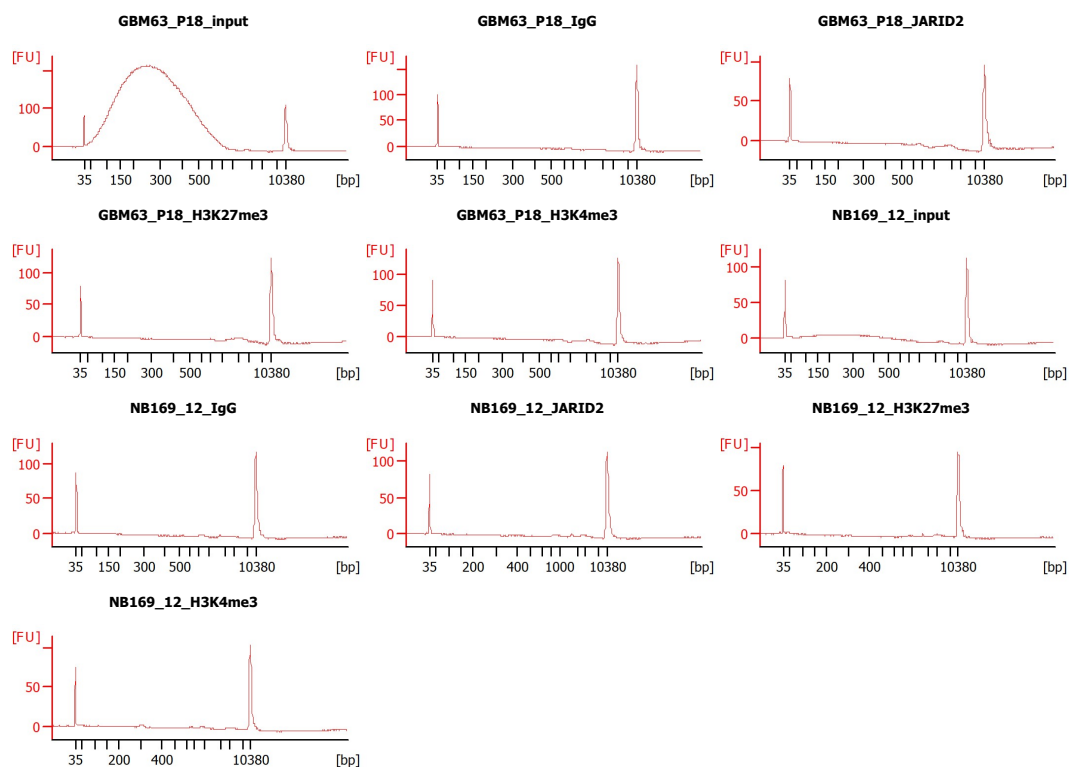 GBM63_P18_input
[FU]
100
0
35 150 300 500 10380 [bp]
GBM63_P18_IgG
[FU]
100
50
0
35 150 300 500 10380 [bp]
GBM63_P18_JARID2
[FU]
50
0
35 150 300 500 10380 [bp]
GBM63_P18_H3K27me3
[FU]
100
50
0
35 150 300 500 10380 [bp]
GBM63_P18_H3K4me3
[FU]
100
50
0
35 150 300 500 10380 [bp]
NB169_12_input
[FU]
100
50
0
35 200 300 500 10380 [bp]
NB169_12_IgG
[FU]
100
50
0
35 150 300 500 10380 [bp]
NB169_12_JARID2
[FU]
100
50
0
35 200 400 1000 10380 [bp]
NB169_12_H3K27me3
[FU]
50
0
35 200 400 10380 [bp]
NB169_12_H3K4me3
[FU]
50
0
35 200 400 10380 [bp]